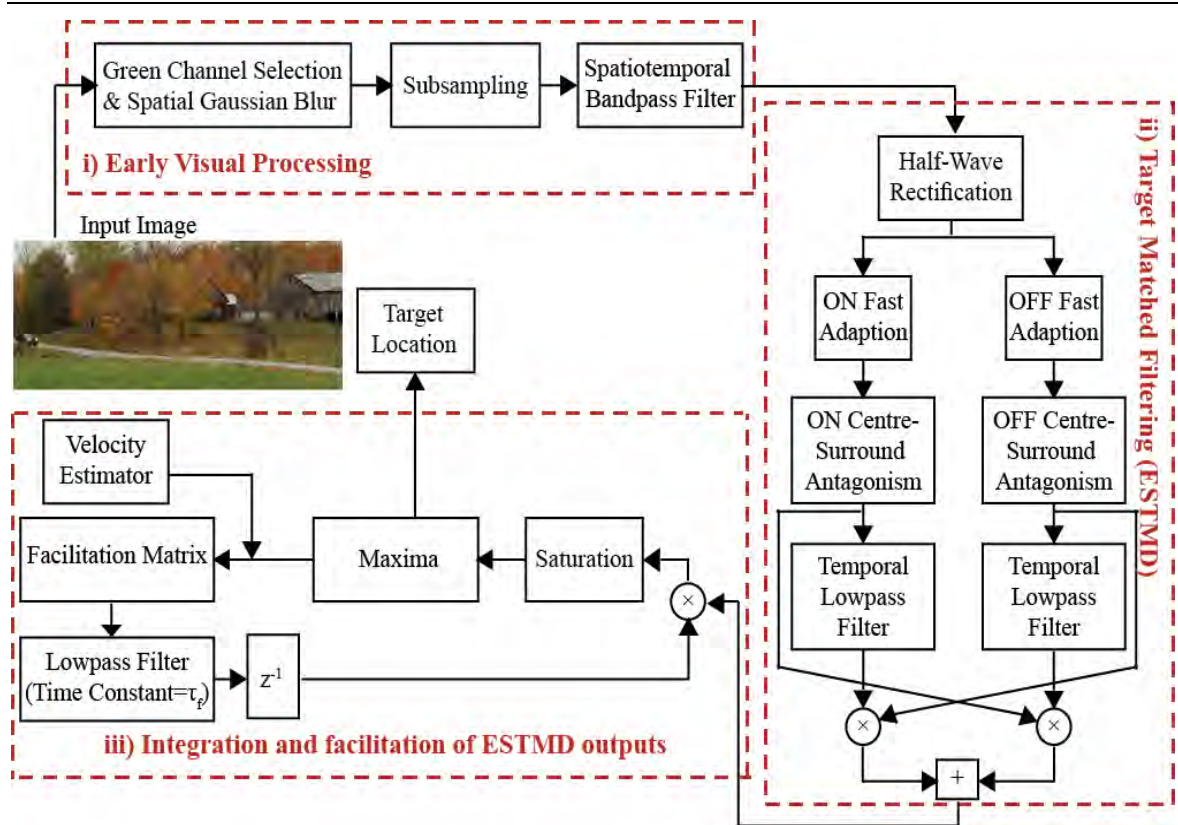 Green Channel Selection
& Spatial Gaussian Blur
Subsampling
Spatiotemporal
Bandpass Filter
i) Early Visual Processing
Input Image
ii) Target Matched Filtering (ESTMD)
Half-Wave
Rectification
ON Fast
Adaption
OFF Fast
Adaption
ON Centre-
Surround
Antagonism
OFF Centre-
Surround
Antagonism
Temporal
Lowpass
Filter
Temporal
Lowpass
Filter
×
×
+
Target
Location
Velocity
Estimator
Facilitation Matrix
Maxima
Saturation
×
Lowpass Filter
(Time Constant=τf)
z-1
iii) Integration and facilitation of ESTMD outputs